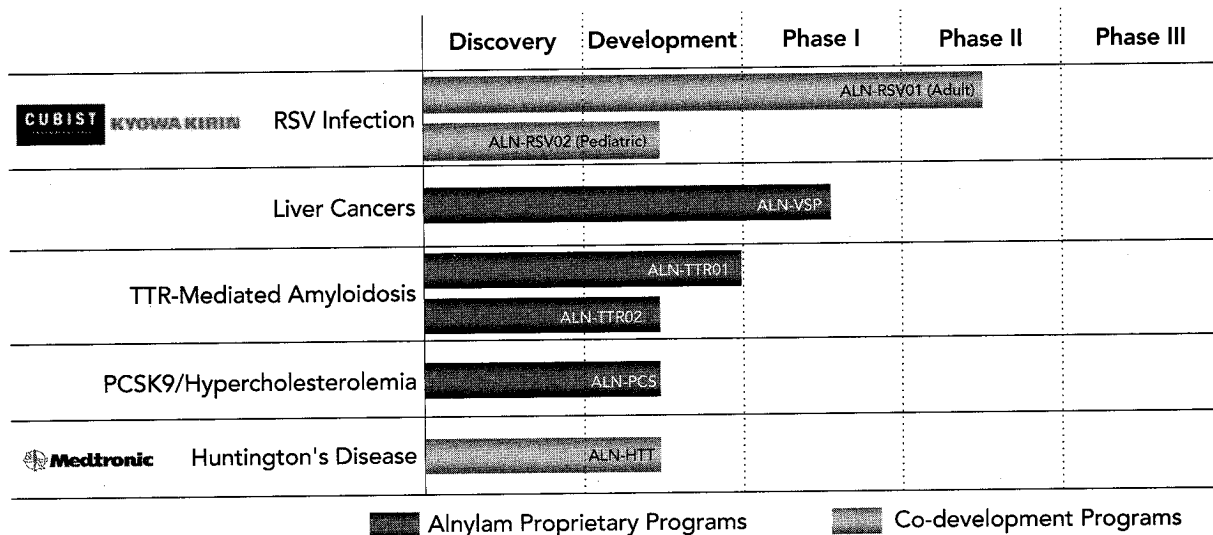 Discovery Development Phase I Phase II Phase III
ALN-RSV01 (Adult)
CUBIST KYOWA KIRIN RSV Infection
ALN-RSV02 (Pediatric)
Liver Cancers ALN-VSP
ALN-TTR01
TTR-Mediated Amyloidosis
ALN-TTR02
PCSK9/Hypercholesterolemia ALN-PCS
Medtronic Huntington's Disease ALN-HTT
Alnylam Proprietary Programs Co-development Programs